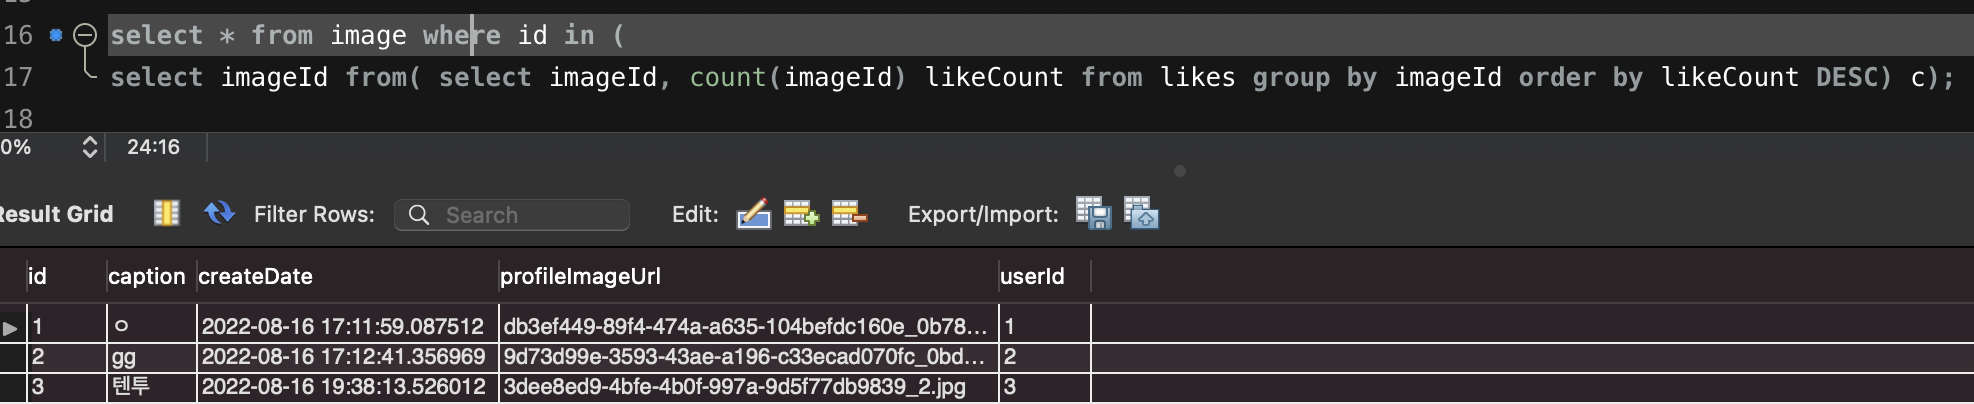 16 select * from image where id in (
17 select imageId from( select imageId, count(imageId) likeCount from likes group by imageId order by likeCount DESC) c);
18
0% 24:16
Result Grid Filter Rows: Search Edit: Export/Import:
id caption createDate profileImageUrl userId
1 ㅇ 2022-08-16 17:11:59.087512 db3ef449-89f4-474a-a635-104befdc160e_0b78... 1
2 gg 2022-08-16 17:12:41.356969 9d73d99e-3593-43ae-a196-c33ecad070fc_0bd... 2
3 텐투 2022-08-16 19:38:13.526012 3dee8ed9-4bfe-4b0f-997a-9d5f77db9839_2.jpg 3